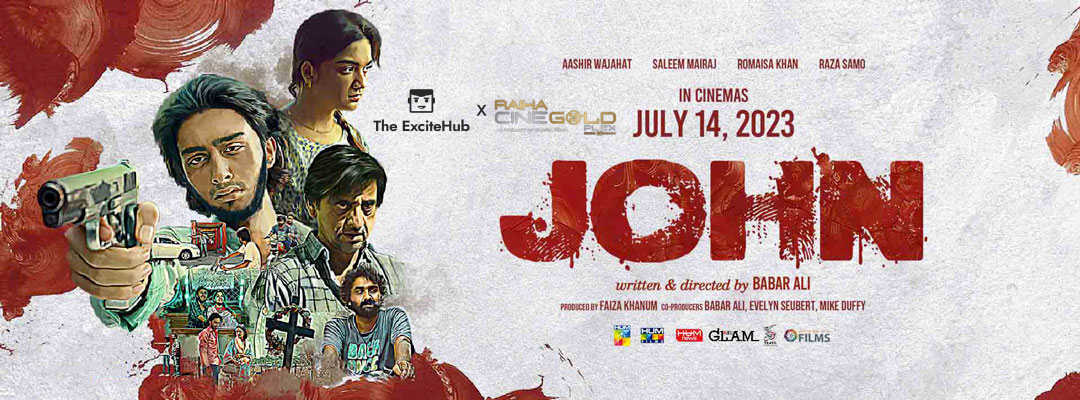 AASHIR WAJAHAT SALEEM MAIRAJ ROMAISA KHAN RAZA SAMO
IN CINEMAS
JULY 14, 2023
The ExciteHub X RAIHA CINEGOLD PLEX
JOHN
written & directed by BABAR ALI
PRODUCED BY FAIZA KHANUM CO-PRODUCERS BABAR ALI, EVELYN SEUBERT, MIKE DUFFY
HUM FILMS HUM news GLAM FILMS